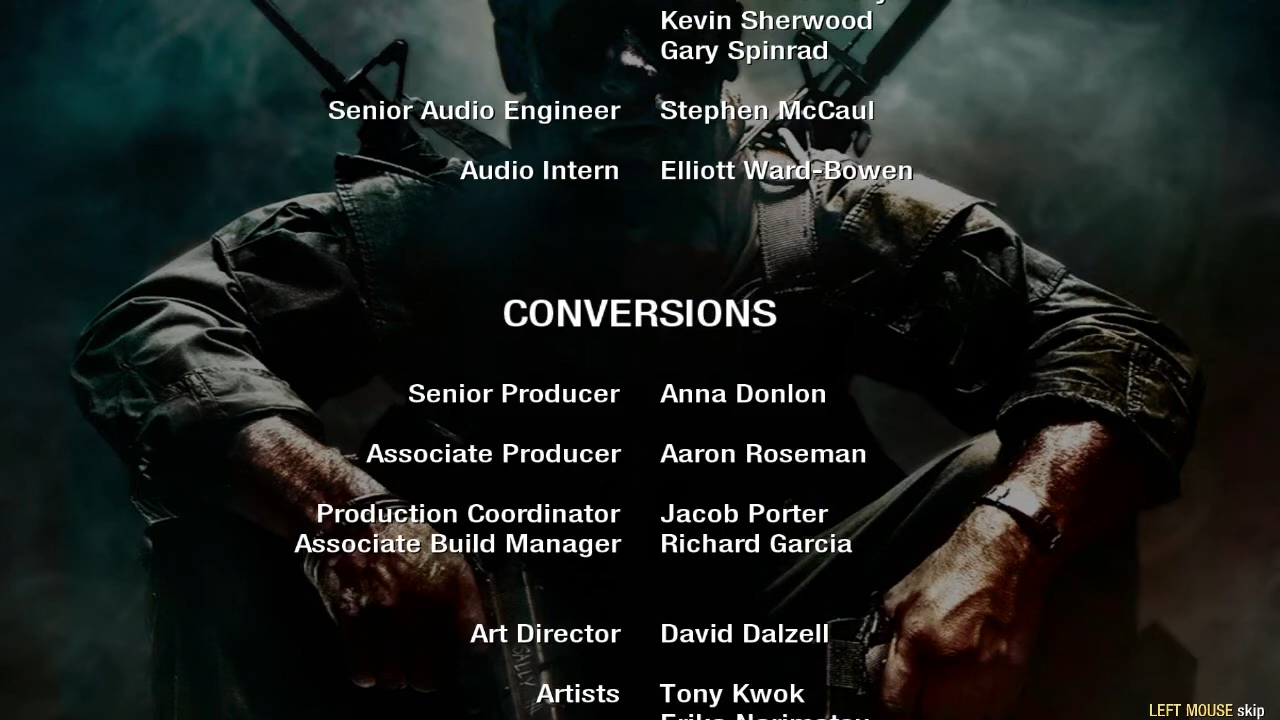 Kevin Sherwood
Gary Spinrad
Senior Audio Engineer Stephen McCaul
Audio Intern Elliott Ward-Bowen
CONVERSIONS
Senior Producer Anna Donlon
Associate Producer Aaron Roseman
Production Coordinator Jacob Porter
Associate Build Manager Richard Garcia
Art Director David Dalzell
SALLY
Artists Tony Kwok
LEFT MOUSE skip